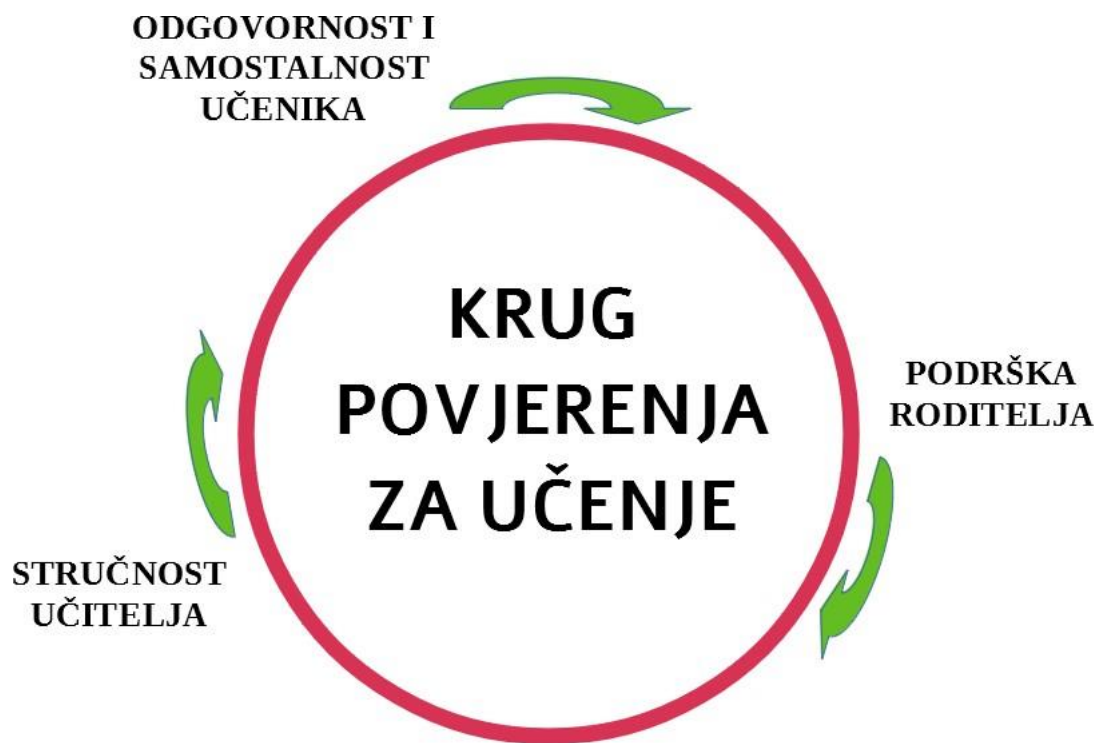 ODGOVORNOST I
SAMOSTALNOST
UČENIKA
KRUG
POVJERENJA
ZA UČENJE
PODRŠKA
RODITELJA
STRUČNOST
UČITELJA